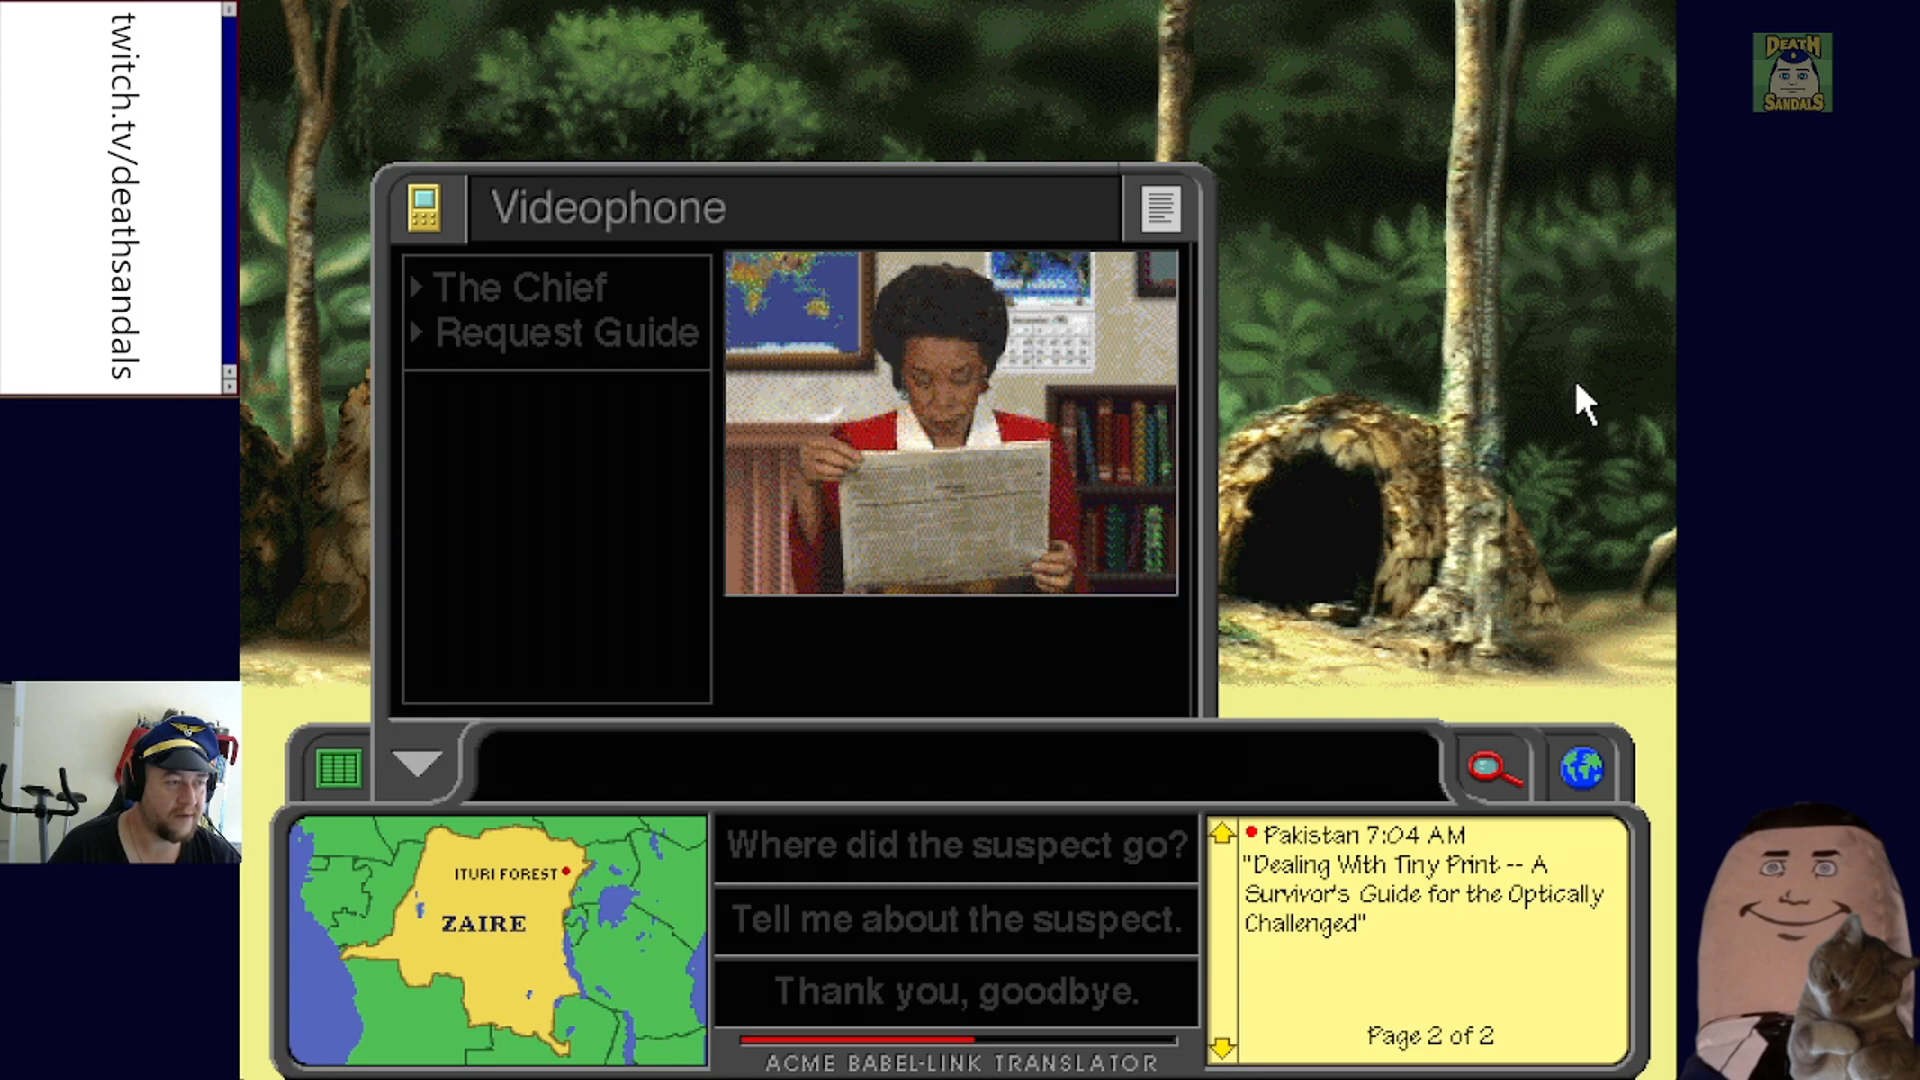 twitch.tv/deathsandals
DEATH
SANDALS
Videophone
The Chief
Request Guide
ITURI FOREST
ZAIRE
Where did the suspect go?
Tell me about the suspect.
Thank you, goodbye.
ACME BABEL-LINK TRANSLATOR
Pakistan 7:04 AM
"Dealing With Tiny Print -- A
Survivor's Guide for the Optically
Challenged"
Page 2 of 2